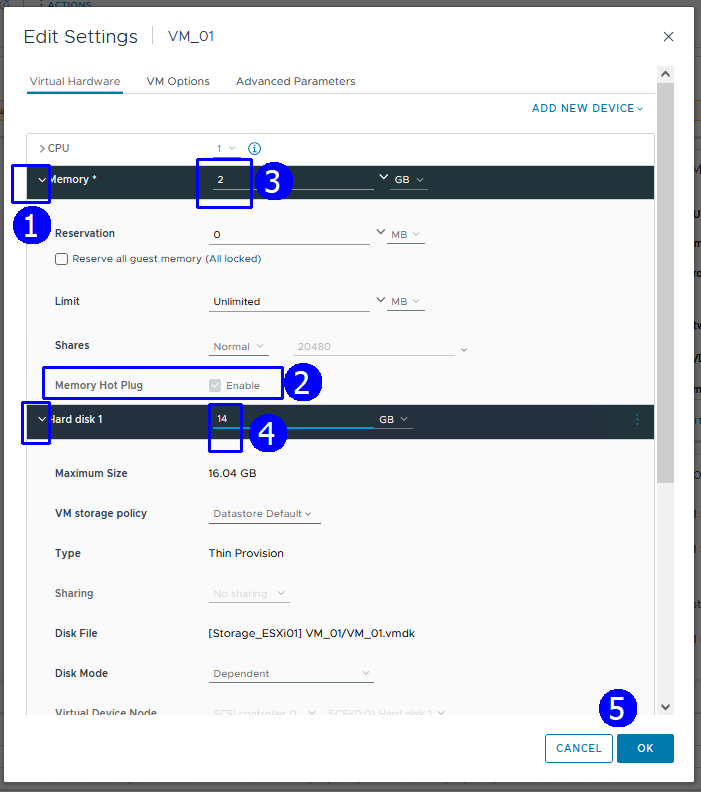 ACTIONS
Edit Settings VM_01
Virtual Hardware VM Options Advanced Parameters
ADD NEW DEVICE
CPU 1
Memory * 2 GB
3
1
Reservation 0 MB
Reserve all guest memory (All locked)
Limit Unlimited MB
Shares Normal 20480
Memory Hot Plug Enable
2
Hard disk 1 14 GB
4
Maximum Size 16.04 GB
VM storage policy Datastore Default
Type Thin Provision
Sharing No sharing
Disk File [Storage_ESXi01] VM_01/VM_01.vmdk
Disk Mode Dependent
5
Virtual Device Node SCSI controller 0 SCSI(0:0) Hard disk 1
CANCEL OK